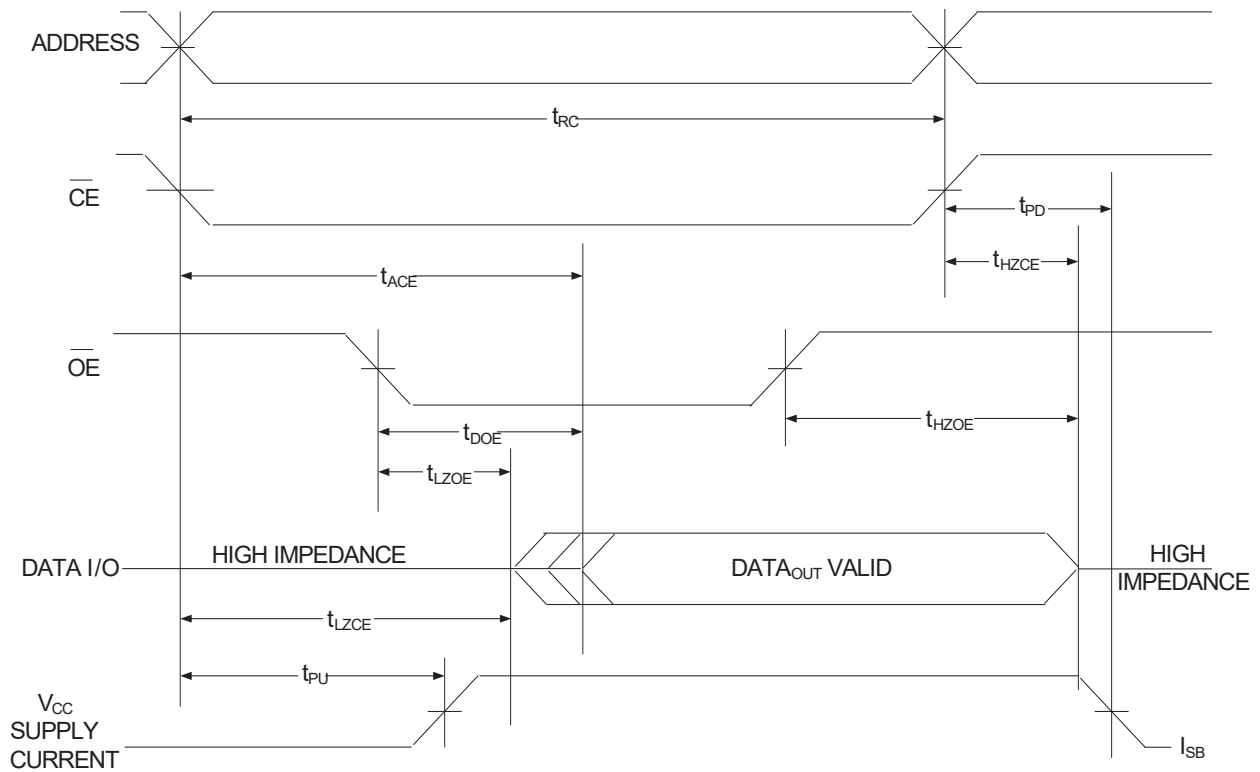 ADDRESS
tRC
CE
tPD
tHZCE
tACE
OE
tHZOE
tDOE
tLZOE
DATA I/O
HIGH IMPEDANCE
DATAOUT VALID
HIGH
IMPEDANCE
tLZCE
tPU
VCC
SUPPLY
CURRENT
ISB